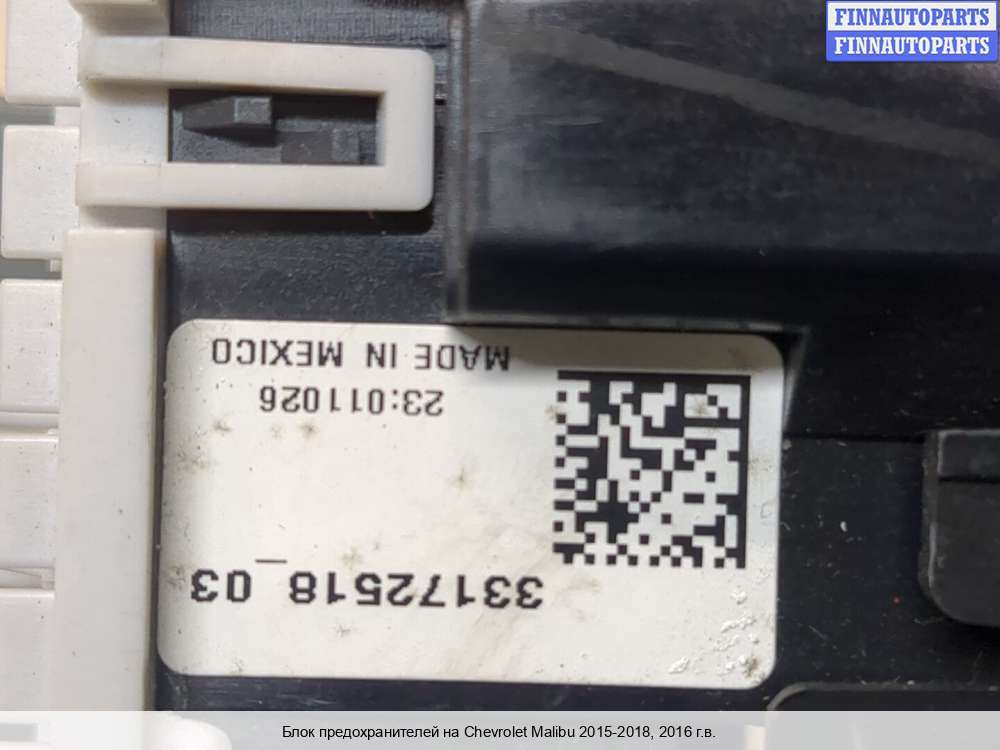 FINNAUTOPARTS
FINNAUTOPARTS
33172518_03
23:011026
MADE IN MEXICO
Блок предохранителей на Chevrolet Malibu 2015-2018, 2016 г.в.